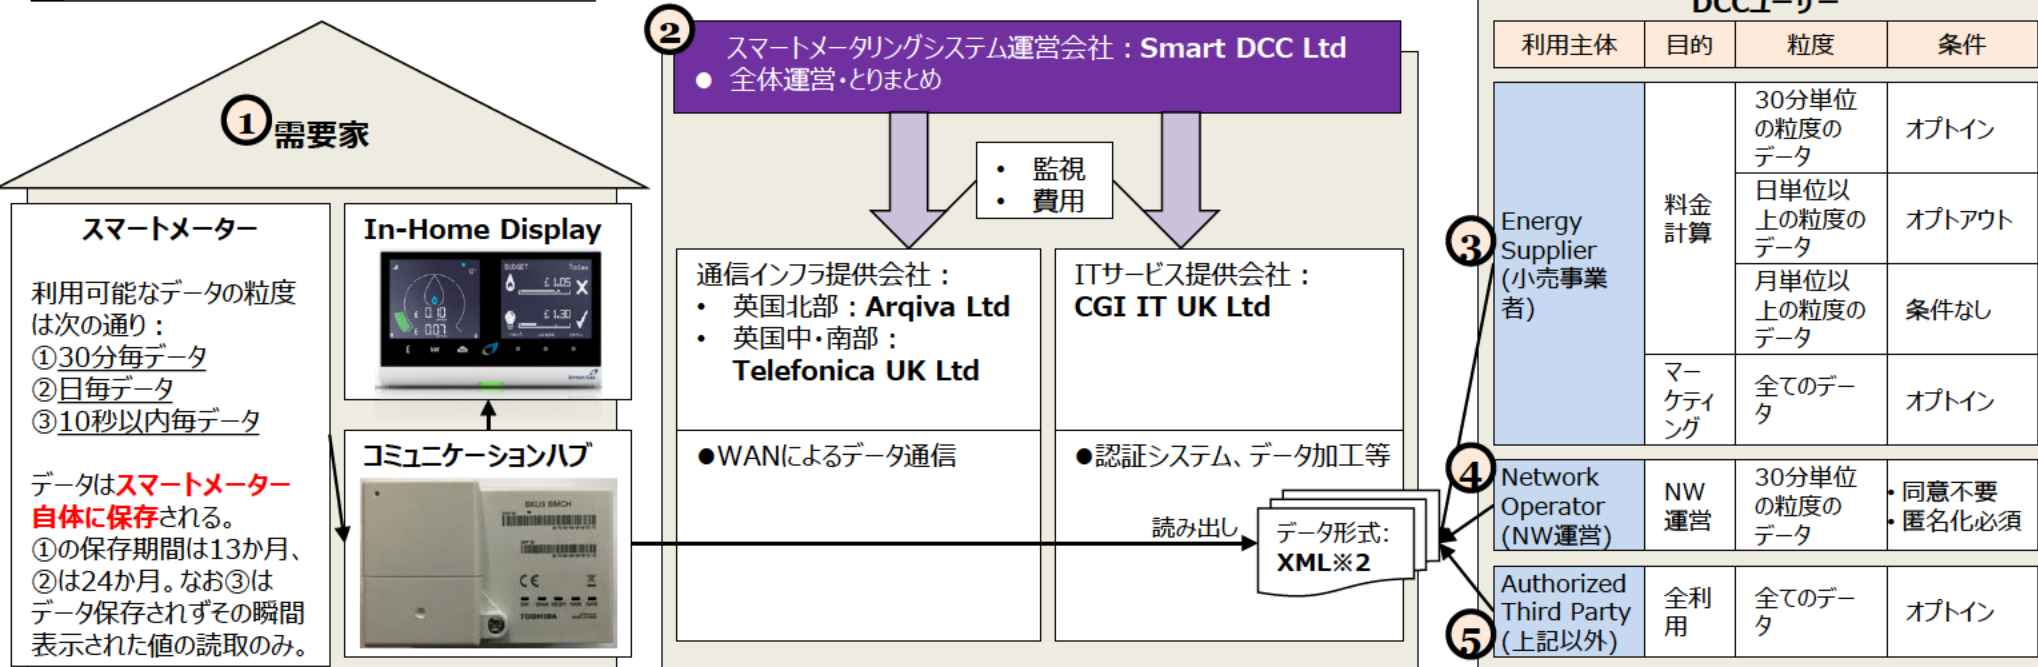 DCCユーザー
① 需要家
スマートメーター
利用可能なデータの粒度
は次の通り：
①30分毎データ
②日毎データ
③10秒以内毎データ
データはスマートメーター
自体に保存される。
①の保存期間は13か月、
②は24か月。なお③は
データ保存されずその瞬間
表示された値の読取のみ。
In-Home Display
BUDGET
Today
£ 1.05
£ 1.30
£ 0.10
£ 0.07
£ kW
コミュニケーションハブ
SKU3 SMCH
CE
TOSHIBA
②
スマートメータリングシステム運営会社：Smart DCC Ltd
● 全体運営・とりまとめ
• 監視
• 費用
通信インフラ提供会社：
• 英国北部：Arqiva Ltd
• 英国中・南部：
Telefonica UK Ltd
●WANによるデータ通信
ITサービス提供会社：
CGI IT UK Ltd
●認証システム、データ加工等
読み出し
データ形式:
XML※2
利用主体 目的 粒度 条件
③
Energy
Supplier
(小売事業
者)
料金
計算
30分単位
の粒度の
データ
オプトイン
日単位以
上の粒度の
データ
オプトアウト
月単位以
上の粒度の
データ
条件なし
マー
ケティ
ング
全てのデー
タ
オプトイン
④
Network
Operator
(NW運営)
NW
運営
30分単位
の粒度の
データ
• 同意不要
• 匿名化必須
⑤
Authorized
Third Party
(上記以外)
全利
用
全てのデー
タ
オプトイン